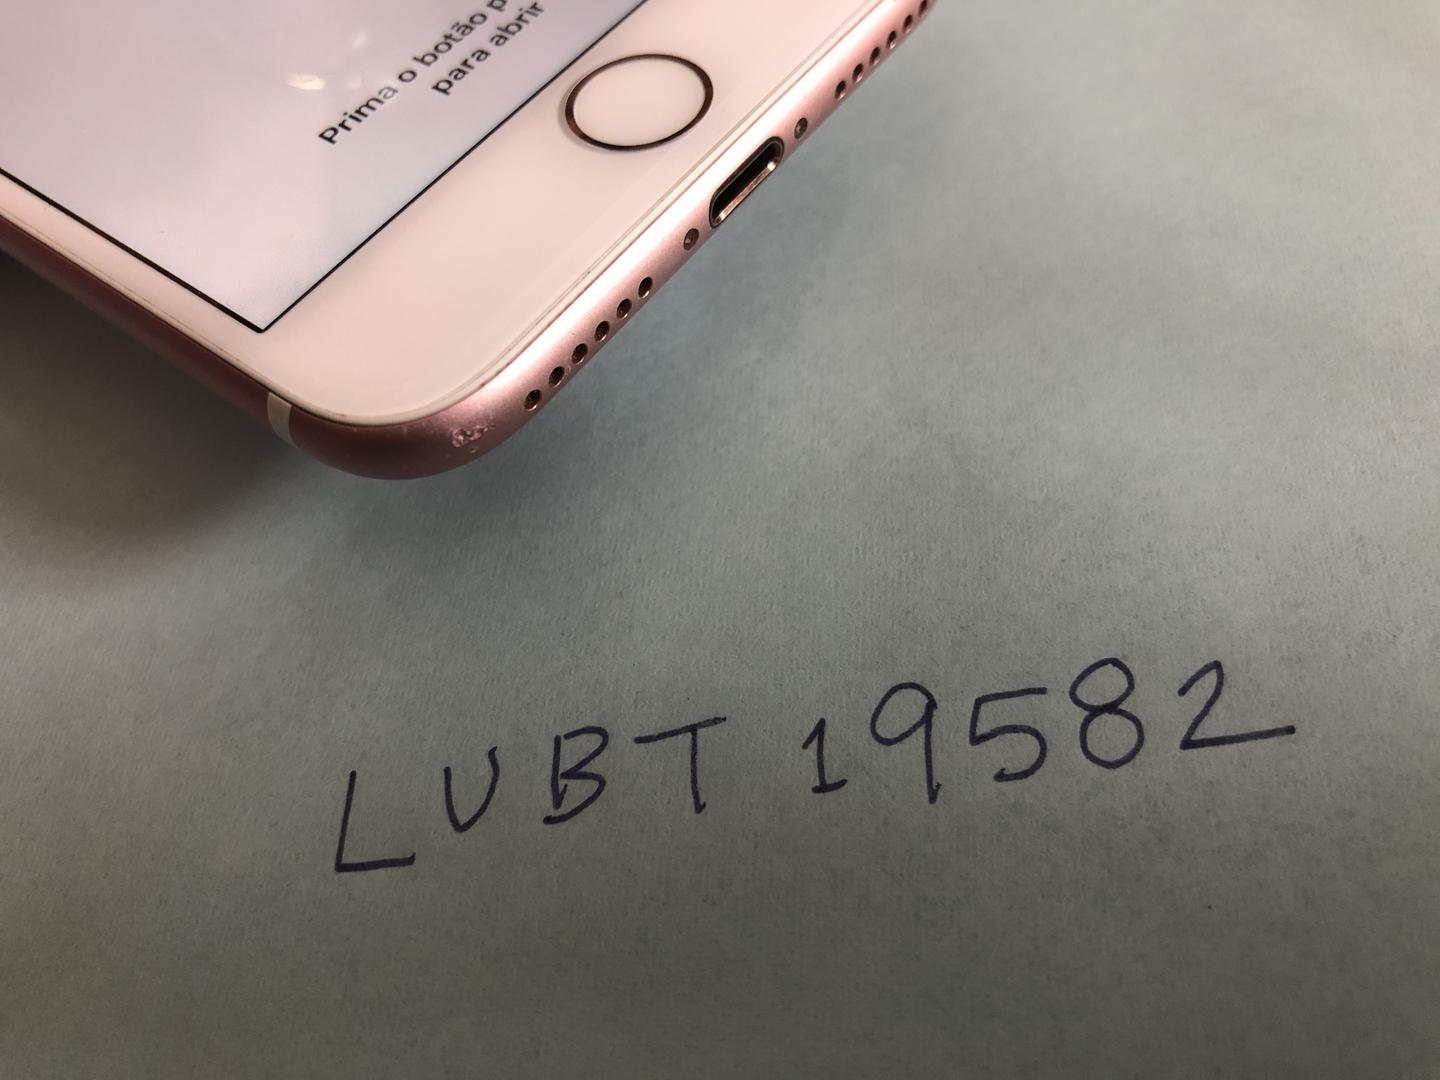 Prima o botão
para abrir
LUBT 19582